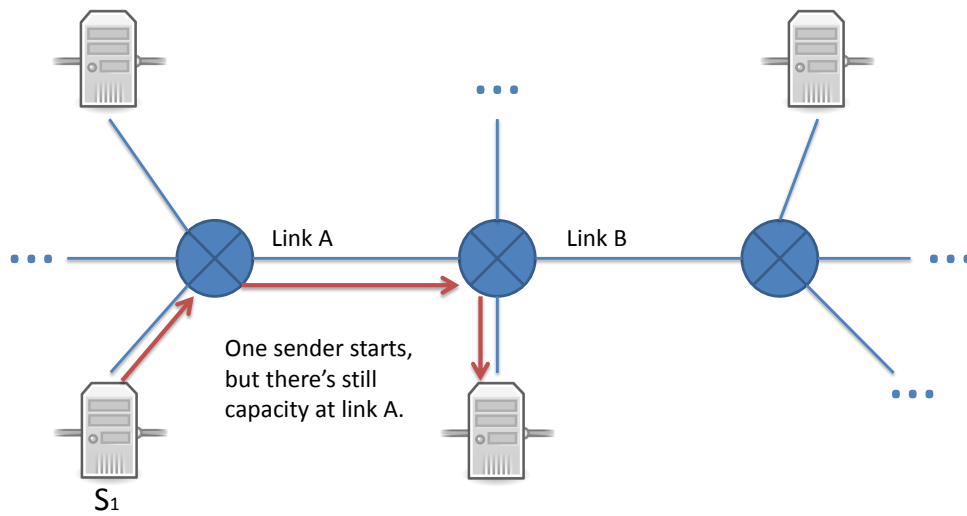 ...
Link A
Link B
...
...
One sender starts,
but there’s still
capacity at link A.
...
S1